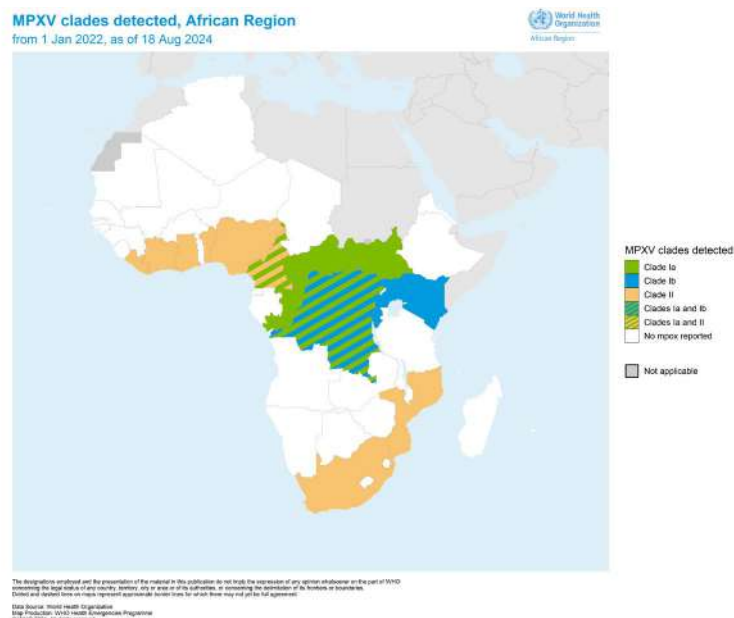 MPXV clades detected, African Region
from 1 Jan 2022, as of 18 Aug 2024
World Health
Organization
African Region
MPXV clades detected
Clade Ia
Clade Ib
Clade II
Clades Ia and Ib
Clades Ia and II
No mpox reported
Not applicable
The designations employed and the presentation of the material in this publication do not imply the expression of any opinion whatsoever on the part of WHO
concerning the legal status of any country, territory, city or area or of its authorities, or concerning the delimitation of its frontiers or boundaries.
Dotted and dashed lines on maps represent approximate border lines for which there may not yet be full agreement.
Data Source: World Health Organization
Map Production: WHO Health Emergencies Programme